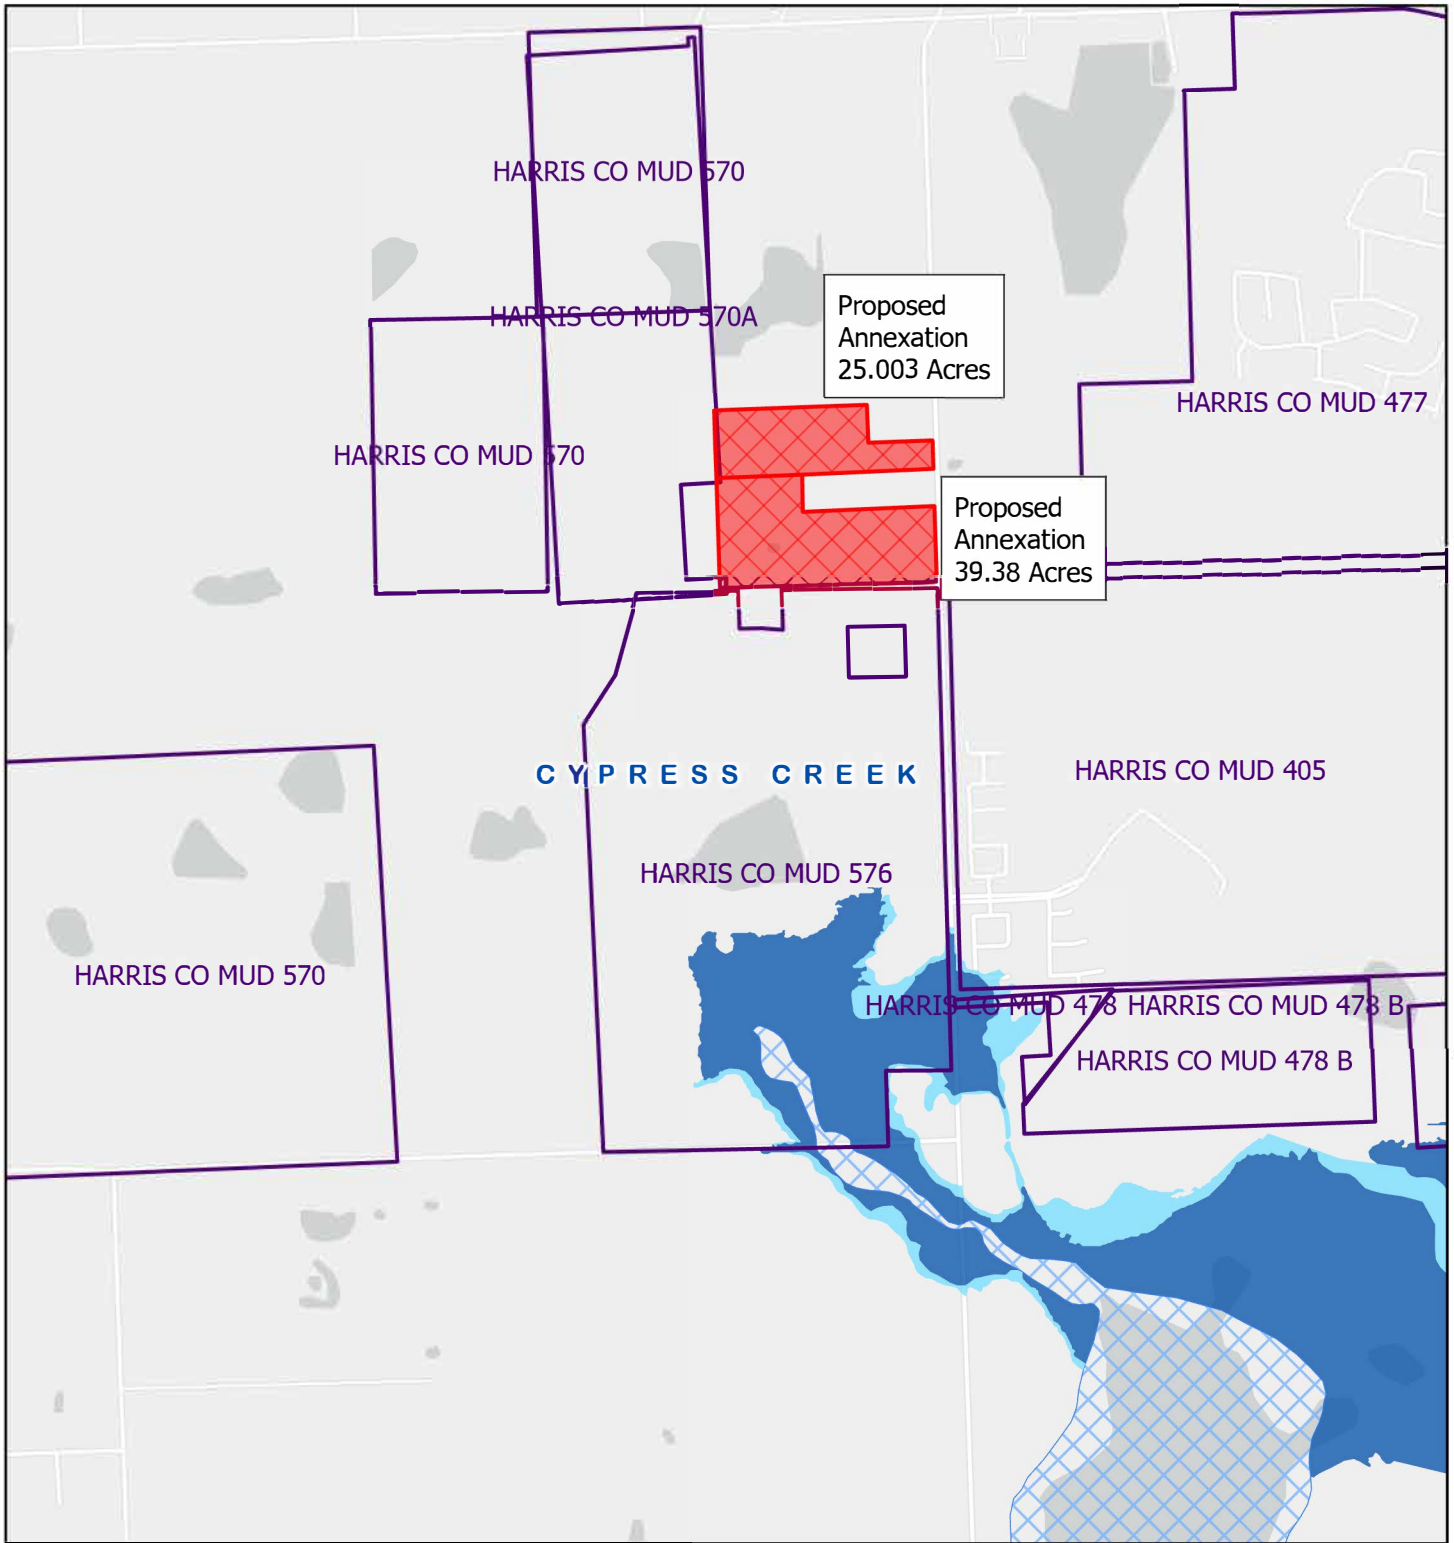 HARRIS CO MUD 570
Proposed
Annexation
25.003 Acres
HARRIS CO MUD 570A
HARRIS CO MUD 477
HARRIS CO MUD 570
Proposed
Annexation
39.38 Acres
CYPRESS CREEK
HARRIS CO MUD 405
HARRIS CO MUD 576
HARRIS CO MUD 570
HARRIS CO MUD 478
HARRIS CO MUD 478 B
HARRIS CO MUD 478 B